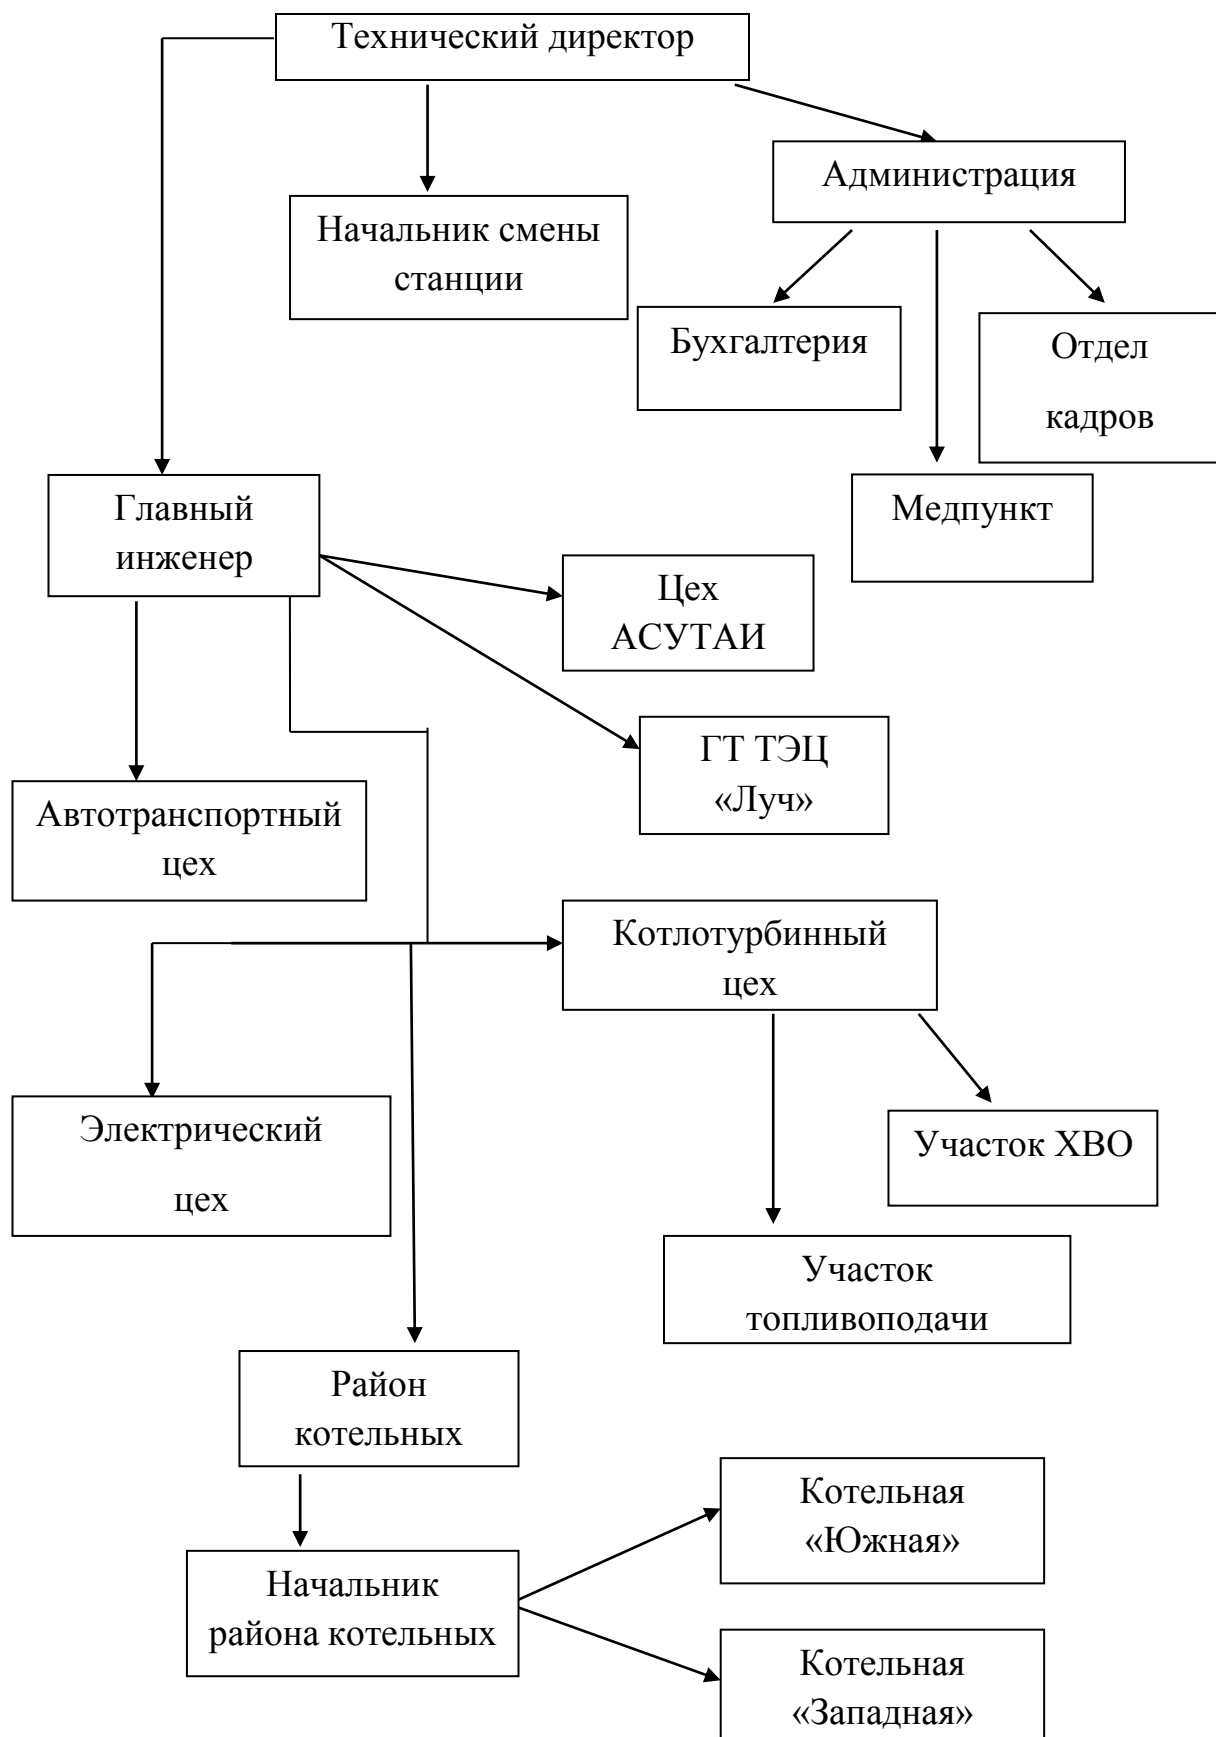 Технический директор
Администрация
Начальник смены
станции
Бухгалтерия
Отдел
кадров
Медпункт
Главный
инженер
Цех
АСУТАИ
ГТ ТЭЦ
«Луч»
Автотранспортный
цех
Котлотурбинный
цех
Электрический
цех
Участок ХВО
Участок
топливоподачи
Район
котельных
Котельная
«Южная»
Начальник
района котельных
Котельная
«Западная»